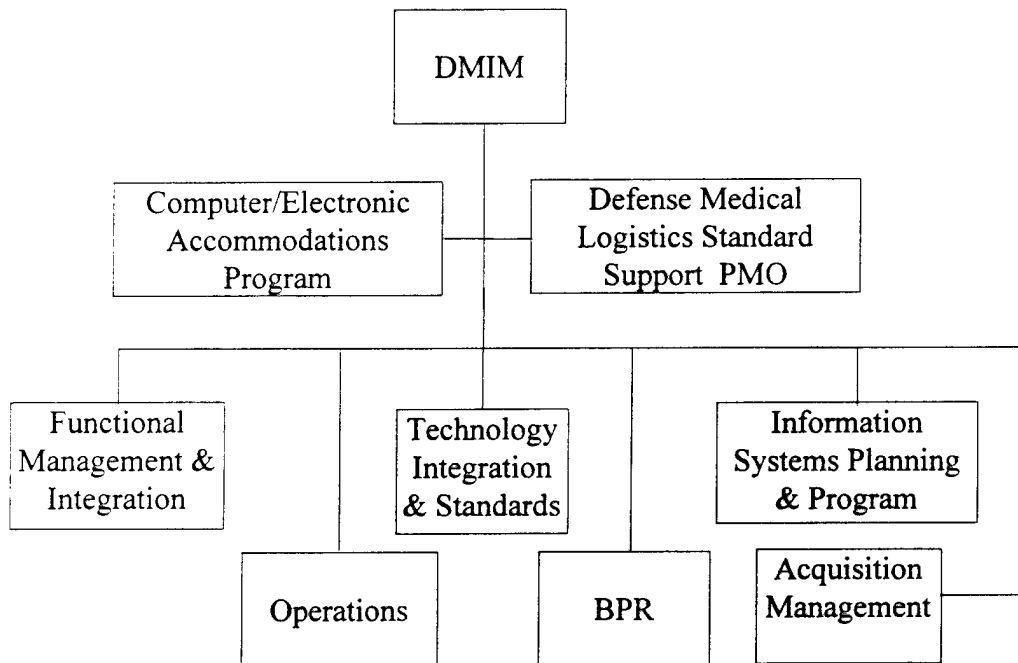 DMIM
Computer/Electronic
Accommodations
Program
Defense Medical
Logistics Standard
Support PMO
Functional
Management &
Integration
Technology
Integration
& Standards
Information
Systems Planning
& Program
Operations
BPR
Acquisition
Management